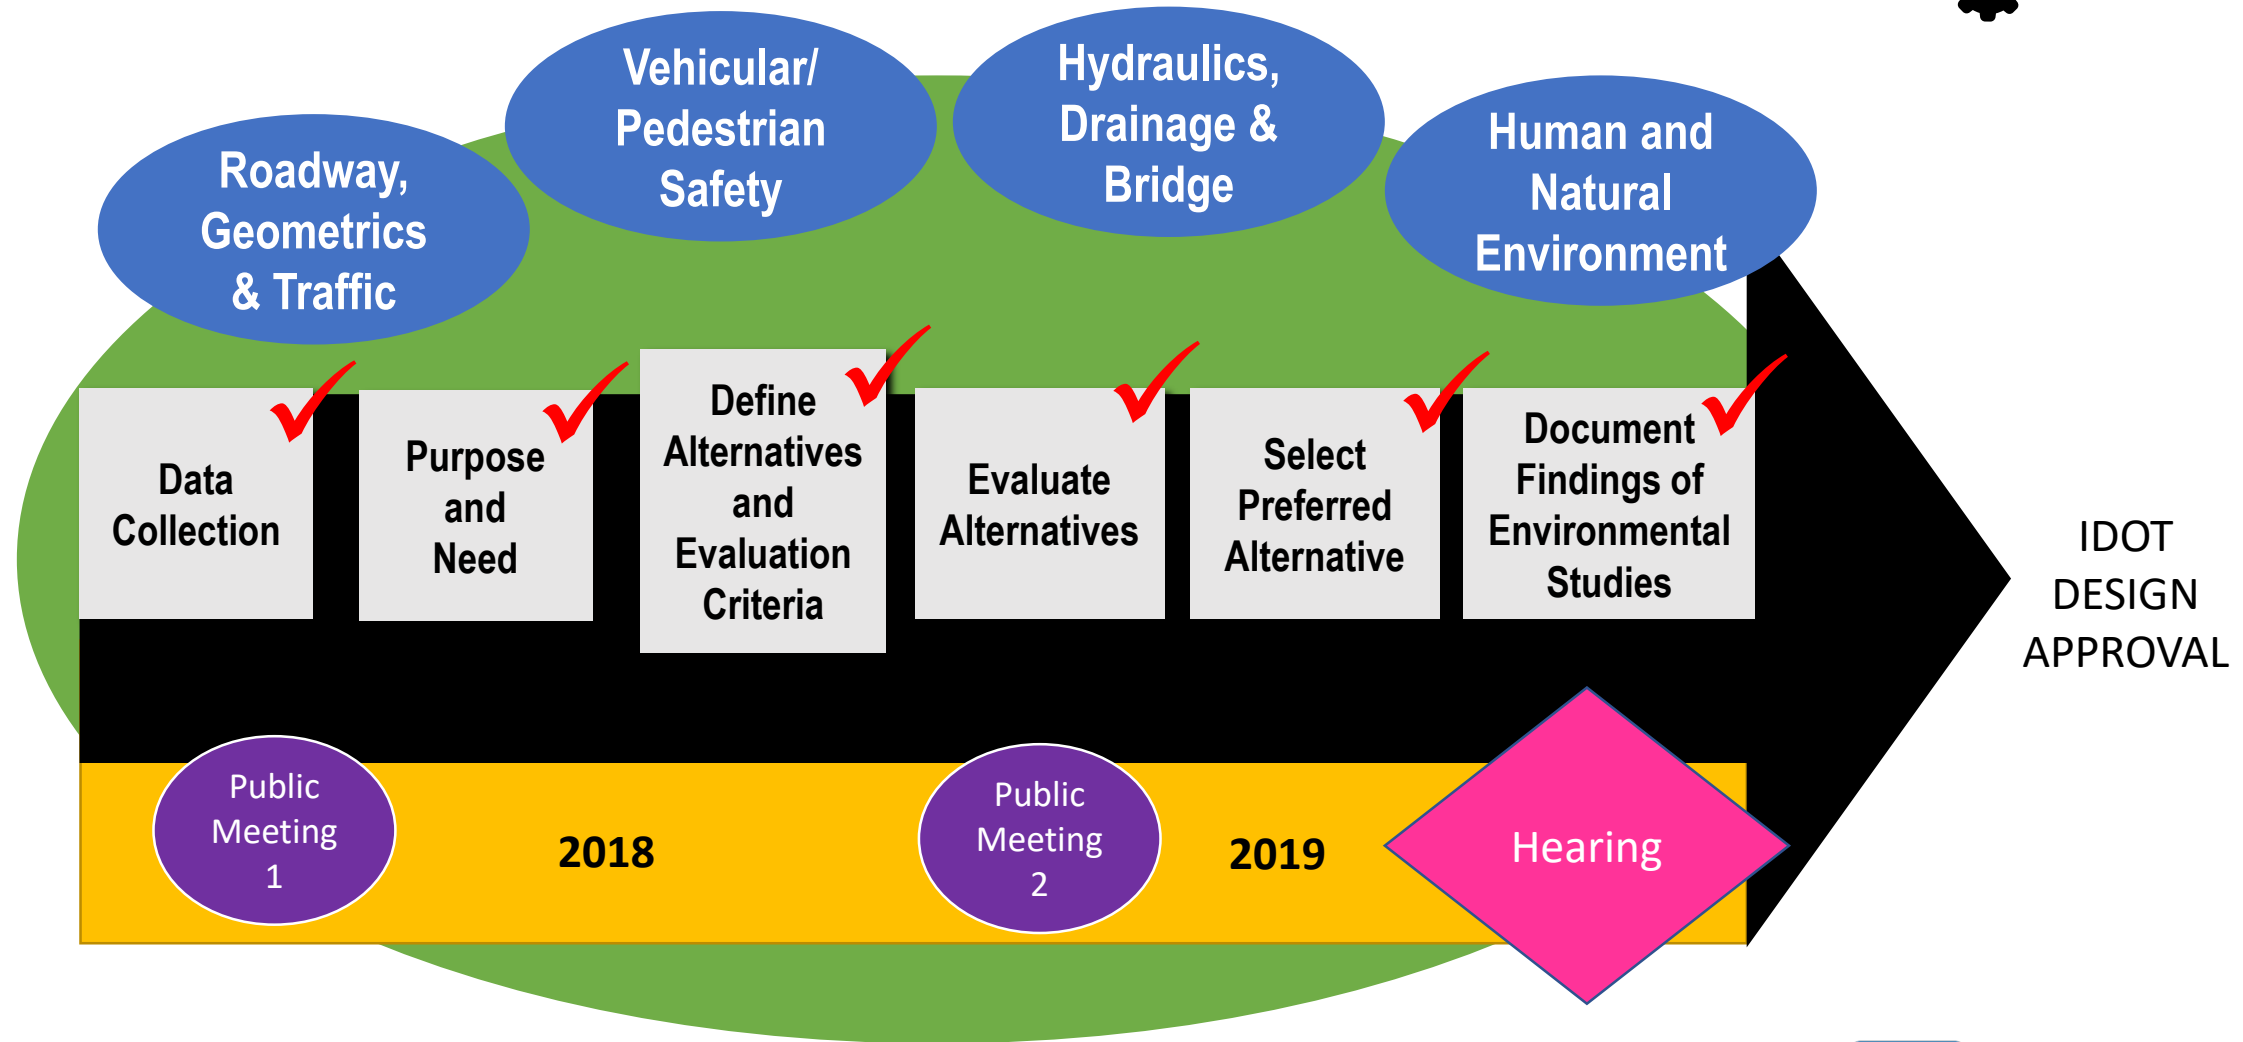 Roadway,
Geometrics
& Traffic
Vehicular/
Pedestrian
Safety
Hydraulics,
Drainage &
Bridge
Human and
Natural
Environment
Data
Collection
Purpose
and
Need
Define
Alternatives
and
Evaluation
Criteria
Evaluate
Alternatives
Select
Preferred
Alternative
Document
Findings of
Environmental
Studies
IDOT
DESIGN
APPROVAL
Public
Meeting
1
2018
Public
Meeting
2
2019
Hearing